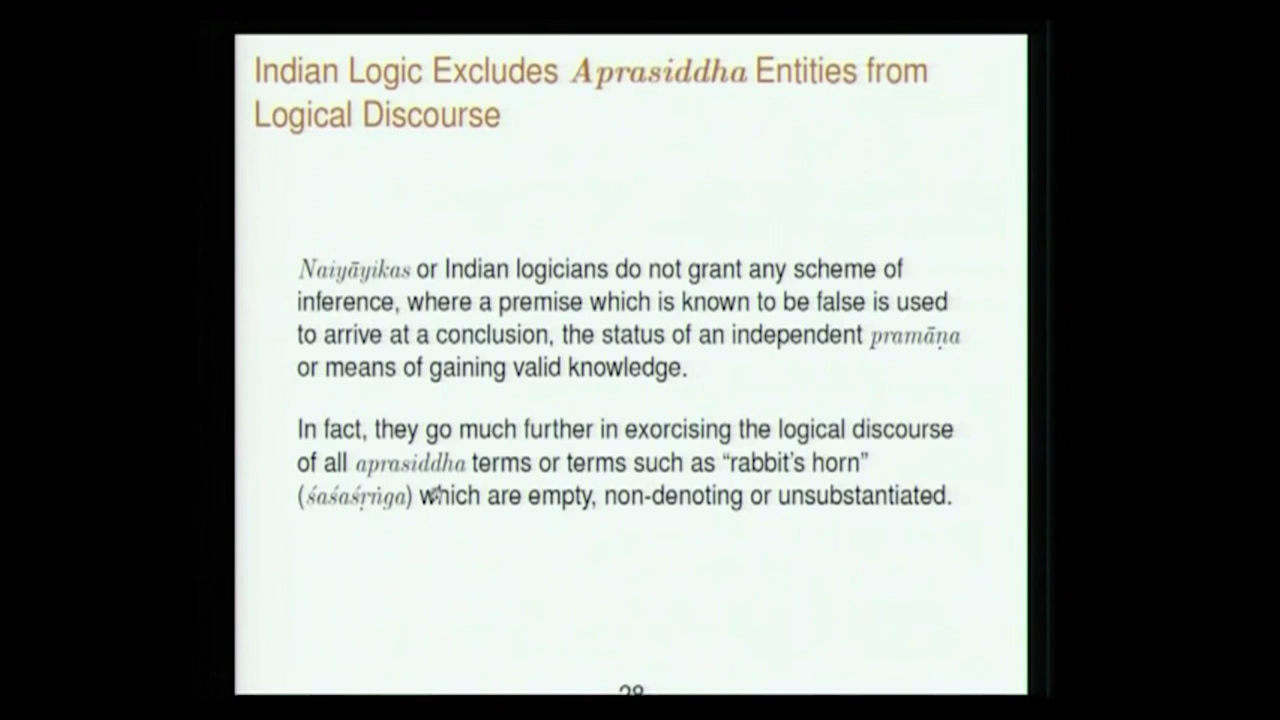 Indian Logic Excludes Aprasiddha Entities from
Logical Discourse
Naiyāyikas or Indian logicians do not grant any scheme of
inference, where a premise which is known to be false is used
to arrive at a conclusion, the status of an independent pramāṇa
or means of gaining valid knowledge.
In fact, they go much further in exorcising the logical discourse
of all aprasiddha terms or terms such as “rabbit's horn”
(śaśaśṛṅga) which are empty, non-denoting or unsubstantiated.